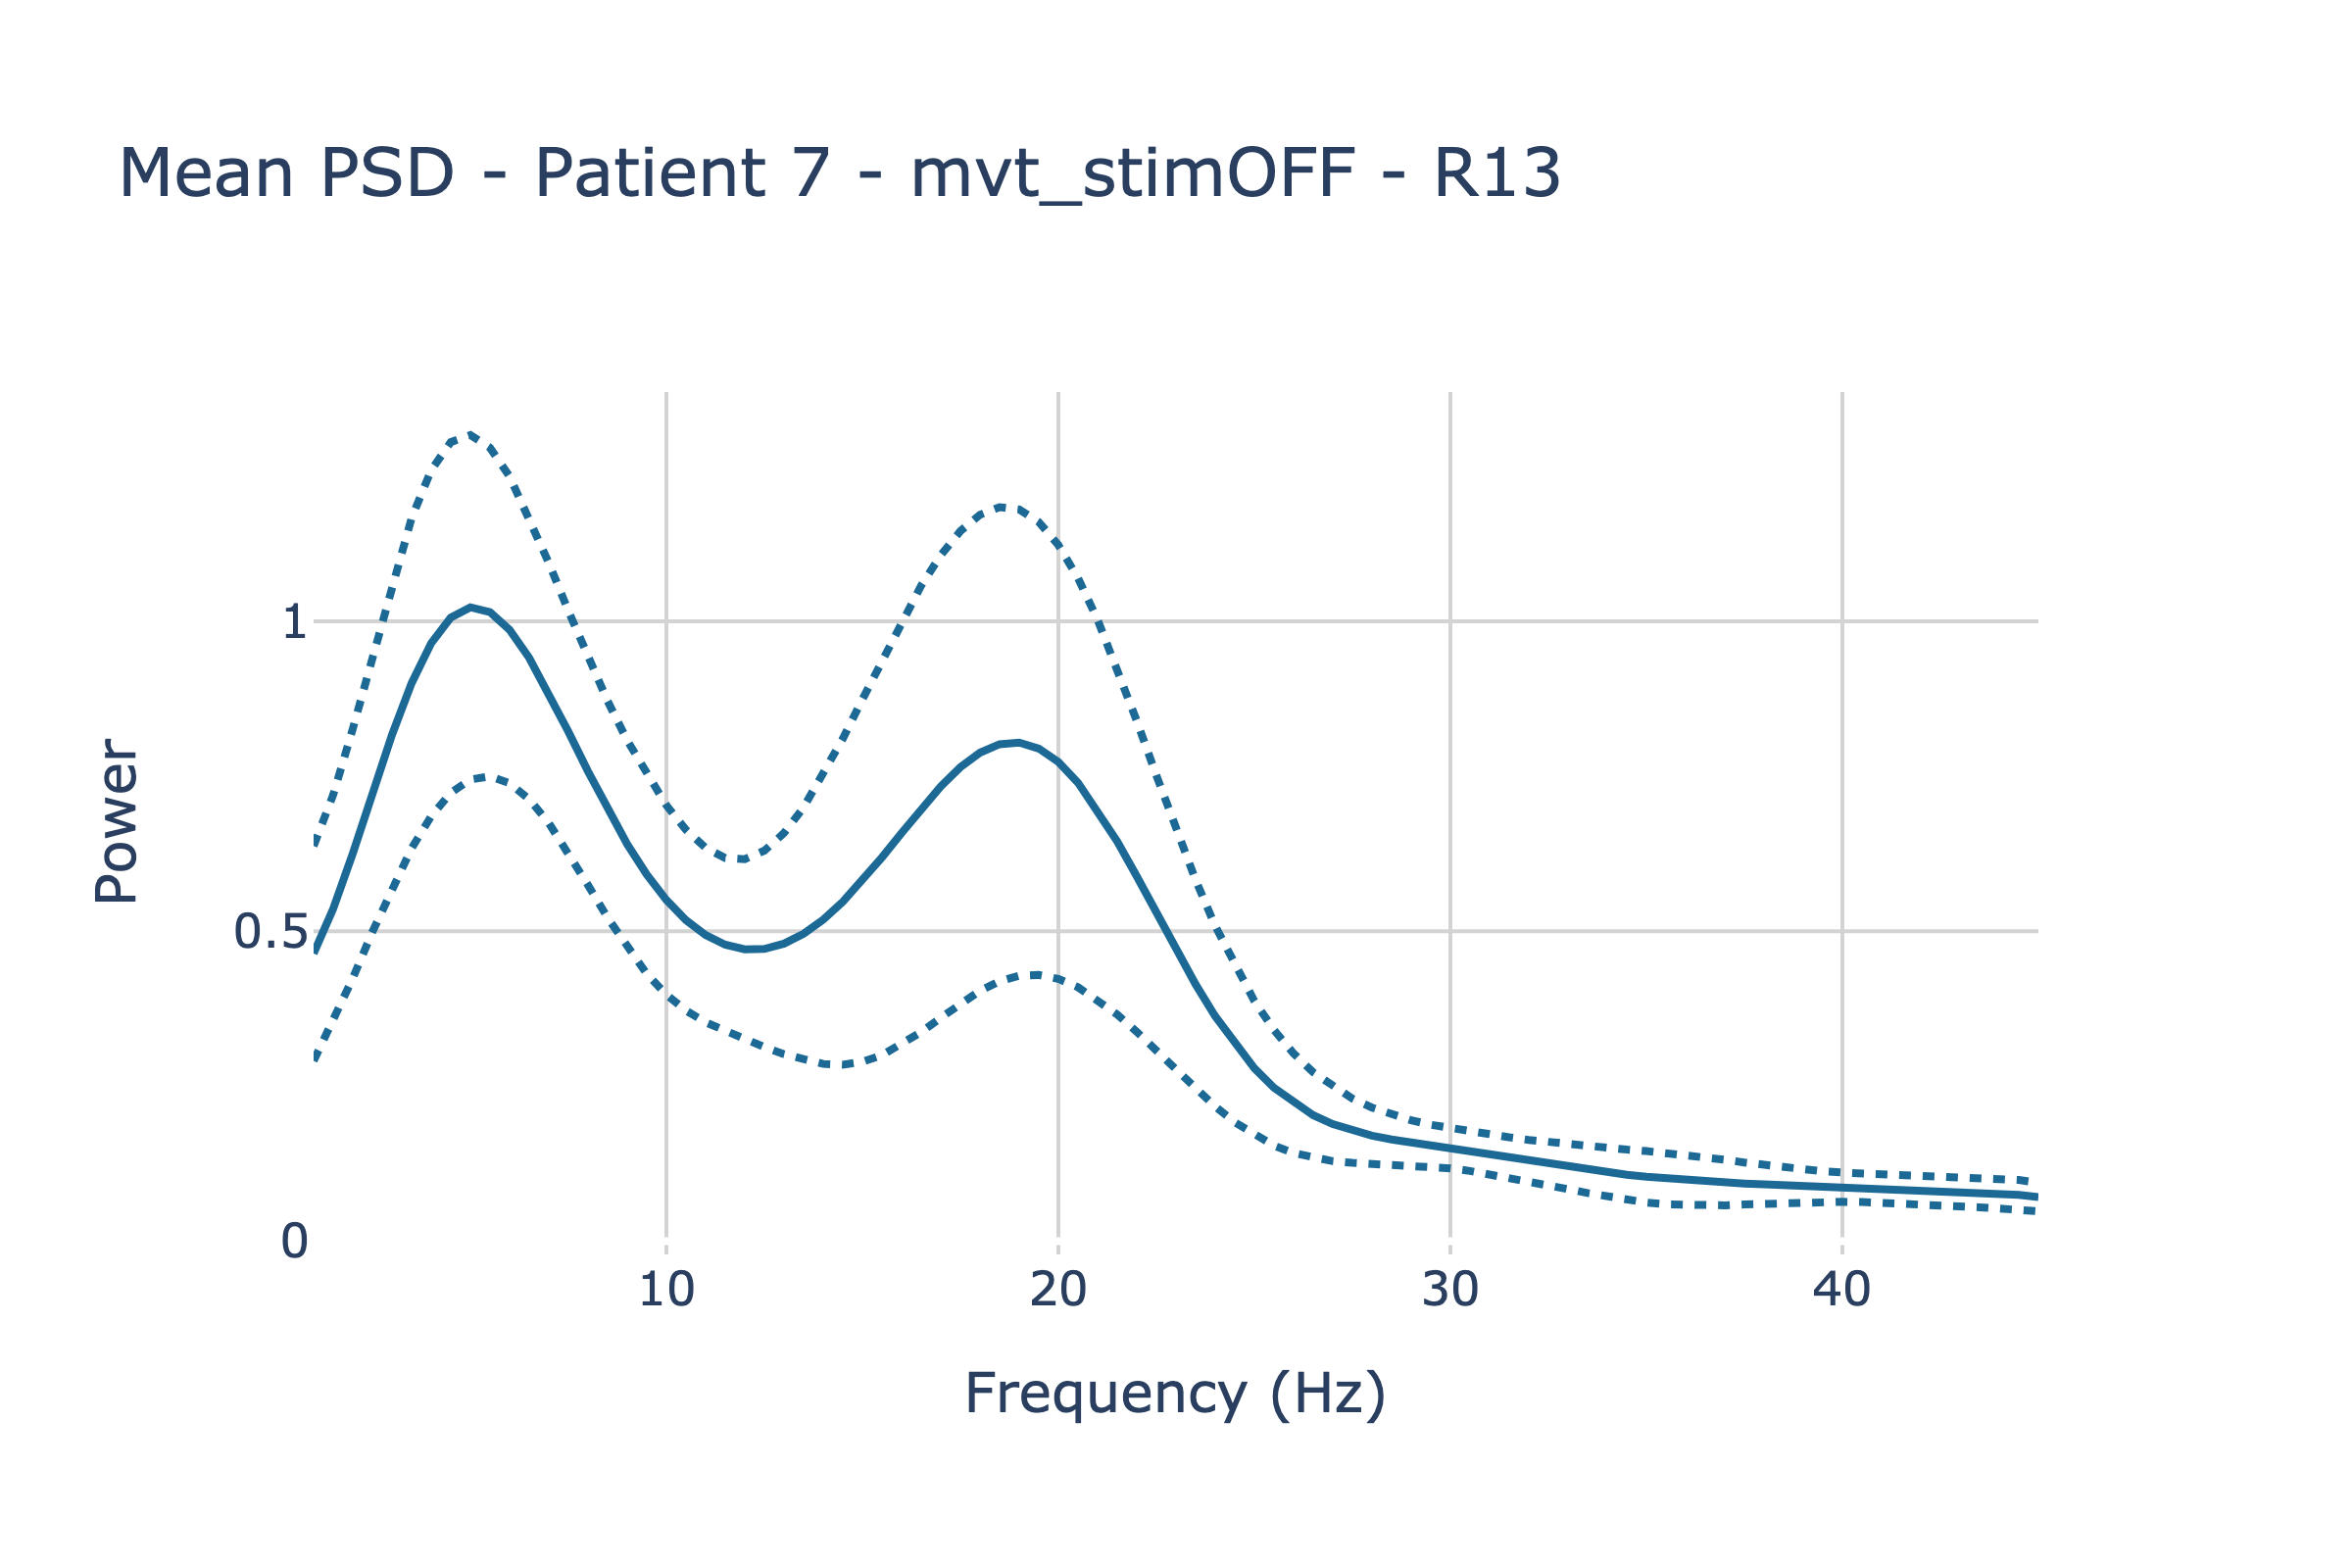 Mean PSD - Patient 7 - mvt_stimOFF - R13
Power
1
0.5
0
10 20 30 40
Frequency (Hz)